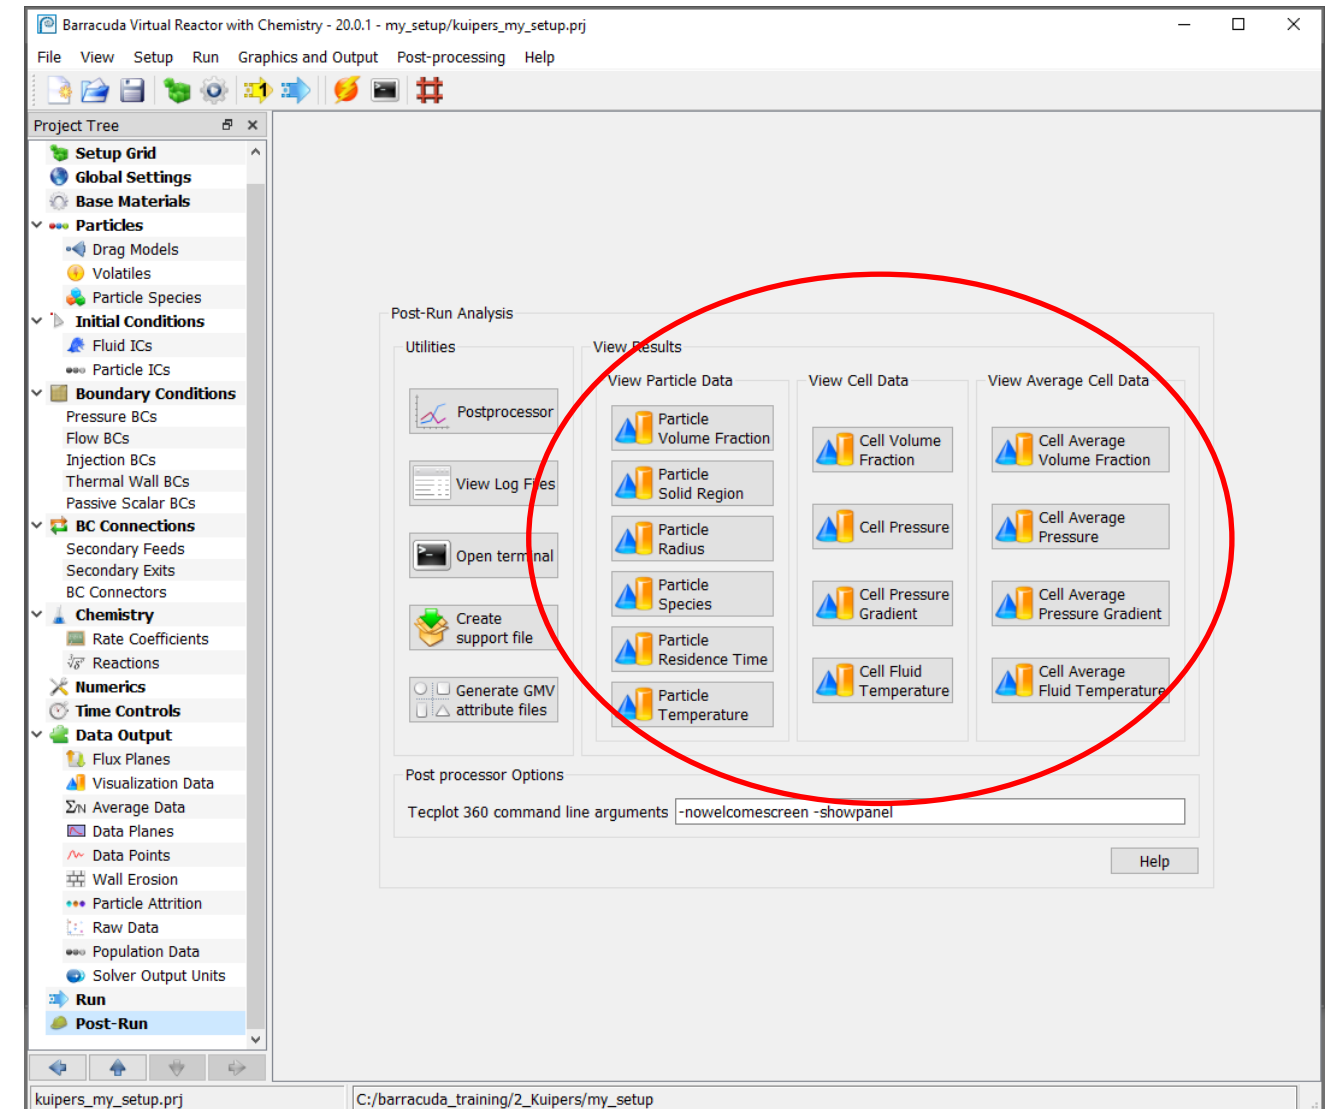 Barracuda Virtual Reactor with Chemistry - 20.0.1 - my_setup/kuipers_my_setup.prj
File View Setup Run Graphics and Output Post-processing Help
1
Project Tree
Setup Grid
Global Settings
Base Materials
Particles
Drag Models
Volatiles
Particle Species
Initial Conditions
Fluid ICs
Particle ICs
Boundary Conditions
Pressure BCs
Flow BCs
Injection BCs
Thermal Wall BCs
Passive Scalar BCs
BC Connections
Secondary Feeds
Secondary Exits
BC Connectors
Chemistry
Rate Coefficients
Reactions
Numerics
Time Controls
Data Output
Flux Planes
Visualization Data
Average Data
Data Planes
Data Points
Wall Erosion
Particle Attrition
Raw Data
Population Data
Solver Output Units
Run
Post-Run
Post-Run Analysis
Utilities
Postprocessor
View Log Files
Open terminal
Create
support file
Generate GMV
attribute files
View Results
View Particle Data
Particle
Volume Fraction
Particle
Solid Region
Particle
Radius
Particle
Species
Particle
Residence Time
Particle
Temperature
View Cell Data
Cell Volume
Fraction
Cell Pressure
Cell Pressure
Gradient
Cell Fluid
Temperature
View Average Cell Data
Cell Average
Volume Fraction
Cell Average
Pressure
Cell Average
Pressure Gradient
Cell Average
Fluid Temperature
Post processor Options
Tecplot 360 command line arguments -nowelcomescreen -showpanel
Help
kuipers_my_setup.prj
C:/barracuda_training/2_Kuipers/my_setup